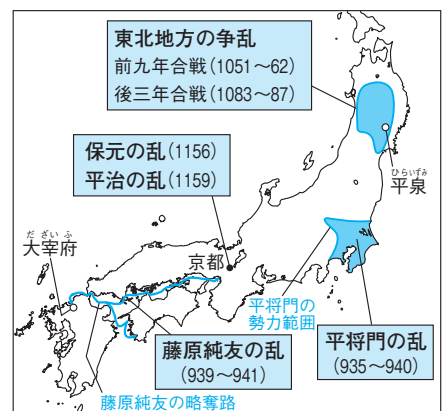 東北地方の争乱
前九年合戦(1051～62)
後三年合戦(1083～87)
保元の乱(1156)
平治の乱(1159)
ひらいずみ
平泉
だざいふ
大宰府
京都
平将門の
勢力範囲
藤原純友の乱
(939～941)
平将門の乱
(935～940)
藤原純友の略奪路